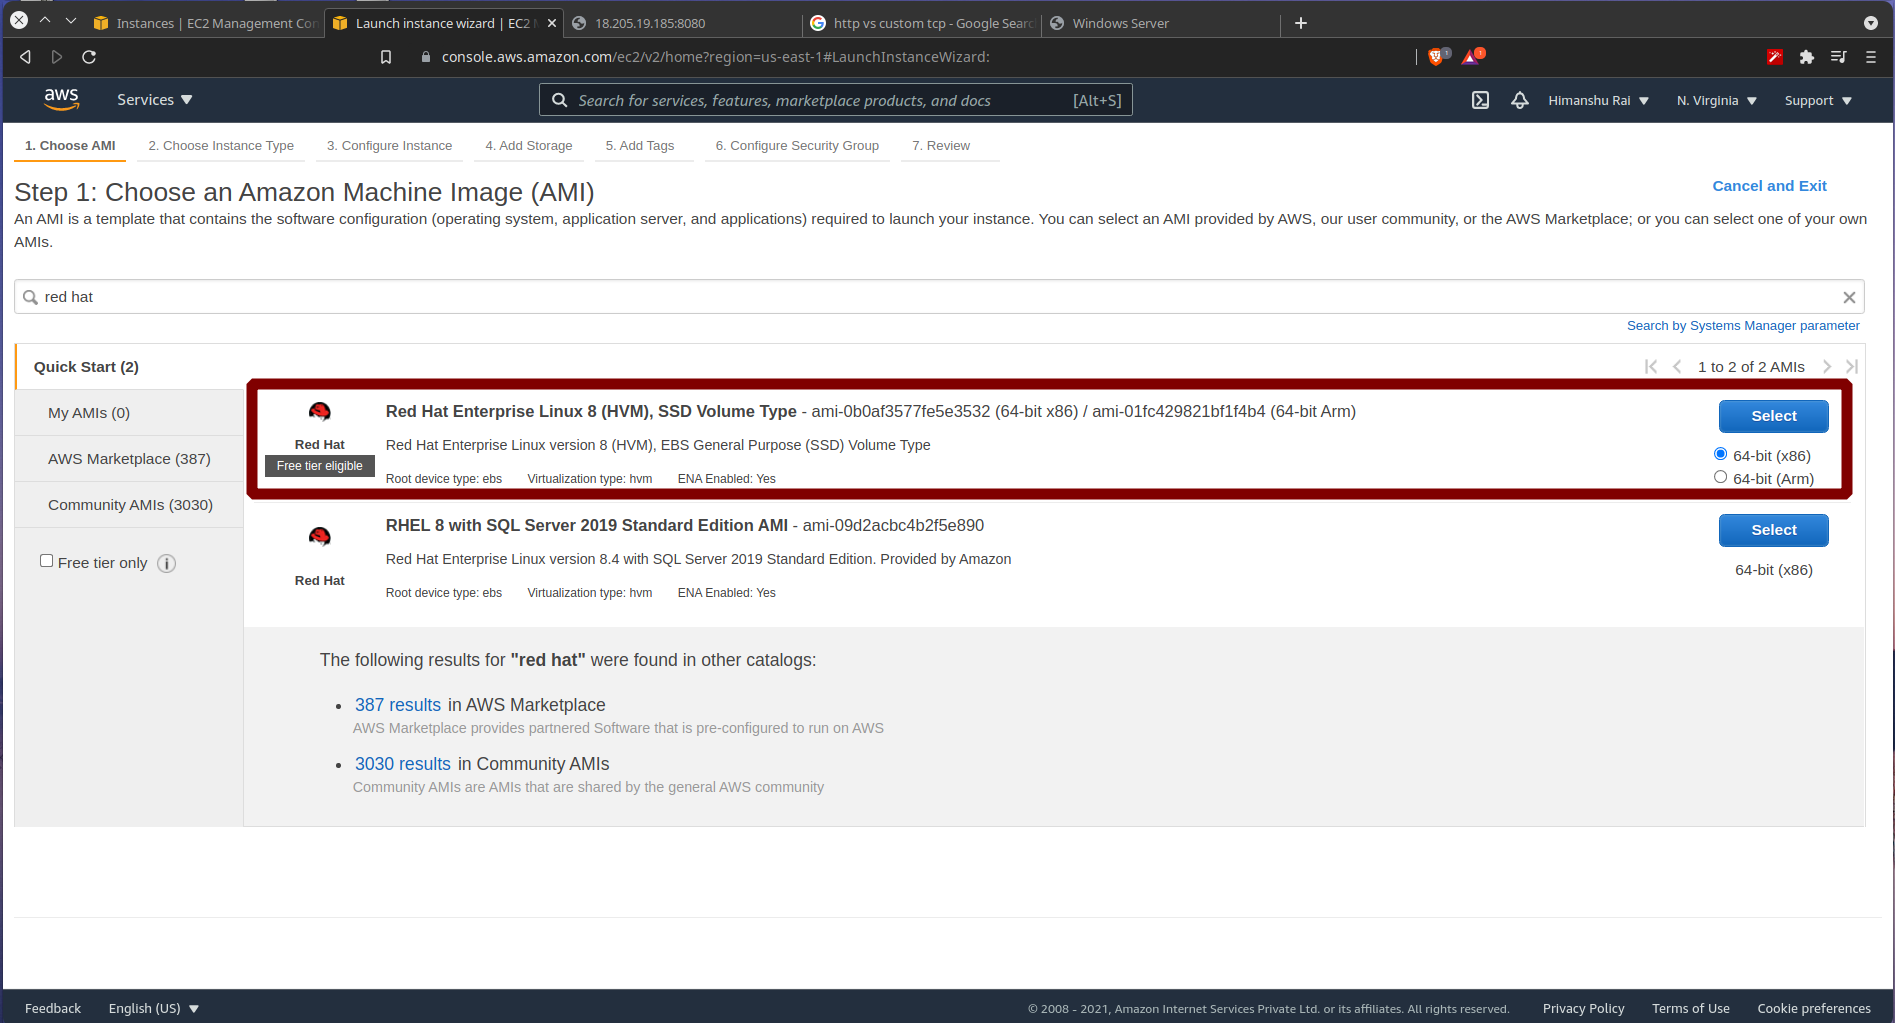 Instances | EC2 Management Con
Launch instance wizard | EC2 M
18.205.19.185:8080
http vs custom tcp - Google Searc
Windows Server
console.aws.amazon.com/ec2/v2/home?region=us-east-1#LaunchInstanceWizard:
1
1
aws
Services
Search for services, features, marketplace products, and docs
[Alt+S]
Himanshu Rai
N. Virginia
Support
1. Choose AMI
2. Choose Instance Type
3. Configure Instance
4. Add Storage
5. Add Tags
6. Configure Security Group
7. Review
Step 1: Choose an Amazon Machine Image (AMI)
Cancel and Exit
An AMI is a template that contains the software configuration (operating system, application server, and applications) required to launch your instance. You can select an AMI provided by AWS, our user community, or the AWS Marketplace; or you can select one of your own
AMIs.
red hat
Search by Systems Manager parameter
Quick Start (2)
1 to 2 of 2 AMIs
My AMIs (0)
AWS Marketplace (387)
Community AMIs (3030)
Free tier only
i
Red Hat
Free tier eligible
Red Hat Enterprise Linux 8 (HVM), SSD Volume Type - ami-0b0af3577fe5e3532 (64-bit x86) / ami-01fc429821bf1f4b4 (64-bit Arm)
Red Hat Enterprise Linux version 8 (HVM), EBS General Purpose (SSD) Volume Type
Root device type: ebs
Virtualization type: hvm
ENA Enabled: Yes
Select
64-bit (x86)
64-bit (Arm)
Red Hat
RHEL 8 with SQL Server 2019 Standard Edition AMI - ami-09d2acbc4b2f5e890
Red Hat Enterprise Linux version 8.4 with SQL Server 2019 Standard Edition. Provided by Amazon
Root device type: ebs
Virtualization type: hvm
ENA Enabled: Yes
Select
64-bit (x86)
The following results for "red hat" were found in other catalogs:
387 results in AWS Marketplace
AWS Marketplace provides partnered Software that is pre-configured to run on AWS
3030 results in Community AMIs
Community AMIs are AMIs that are shared by the general AWS community
Feedback
English (US)
© 2008 - 2021, Amazon Internet Services Private Ltd. or its affiliates. All rights reserved.
Privacy Policy
Terms of Use
Cookie preferences